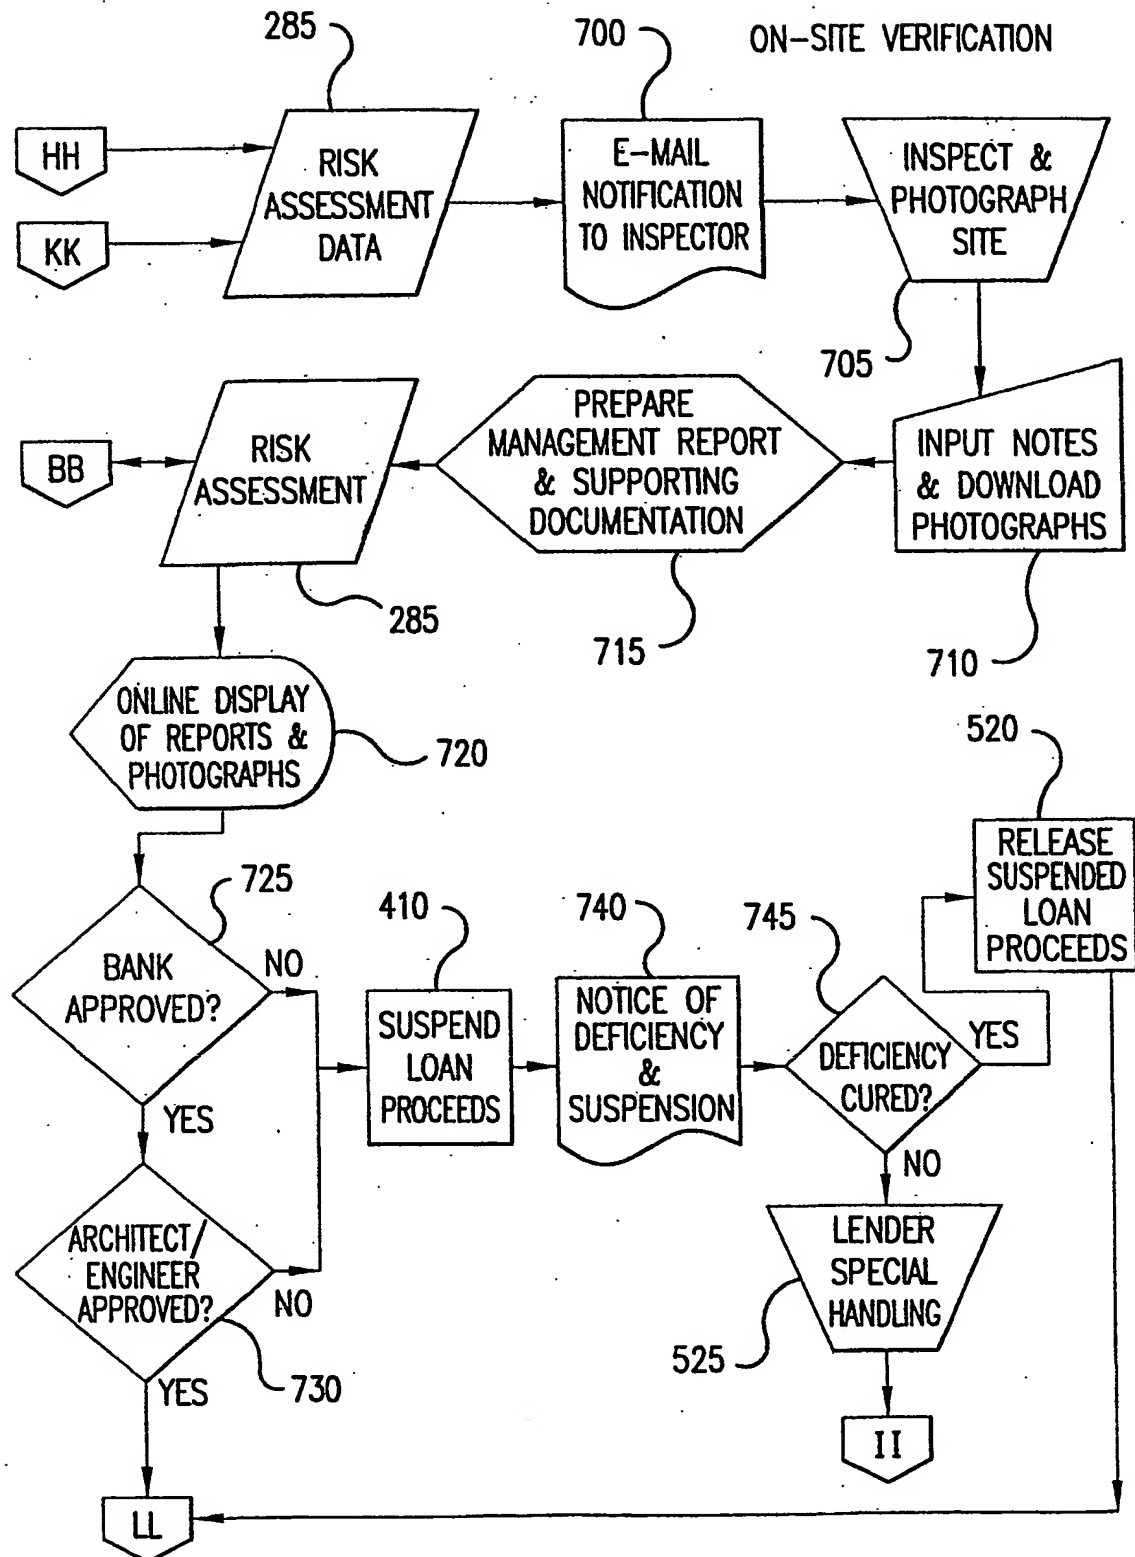 285
700
ON-SITE VERIFICATION
HH
KK
RISK
ASSESSMENT
DATA
E-MAIL
NOTIFICATION
TO INSPECTOR
INSPECT &
PHOTOGRAPH
SITE
705
BB
RISK
ASSESSMENT
PREPARE
MANAGEMENT REPORT
& SUPPORTING
DOCUMENTATION
INPUT NOTES
& DOWNLOAD
PHOTOGRAPHS
285
715
710
ONLINE DISPLAY
OF REPORTS &
PHOTOGRAPHS
720
520
RELEASE
SUSPENDED
LOAN
PROCEEDS
725
410
740
745
BANK
APPROVED?
NO
SUSPEND
LOAN
PROCEEDS
NOTICE OF
DEFICIENCY
&
SUSPENSION
DEFICIENCY
CURED?
YES
YES
NO
ARCHITECT/
ENGINEER
APPROVED?
NO
LENDER
SPECIAL
HANDLING
525
730
YES
II
LL